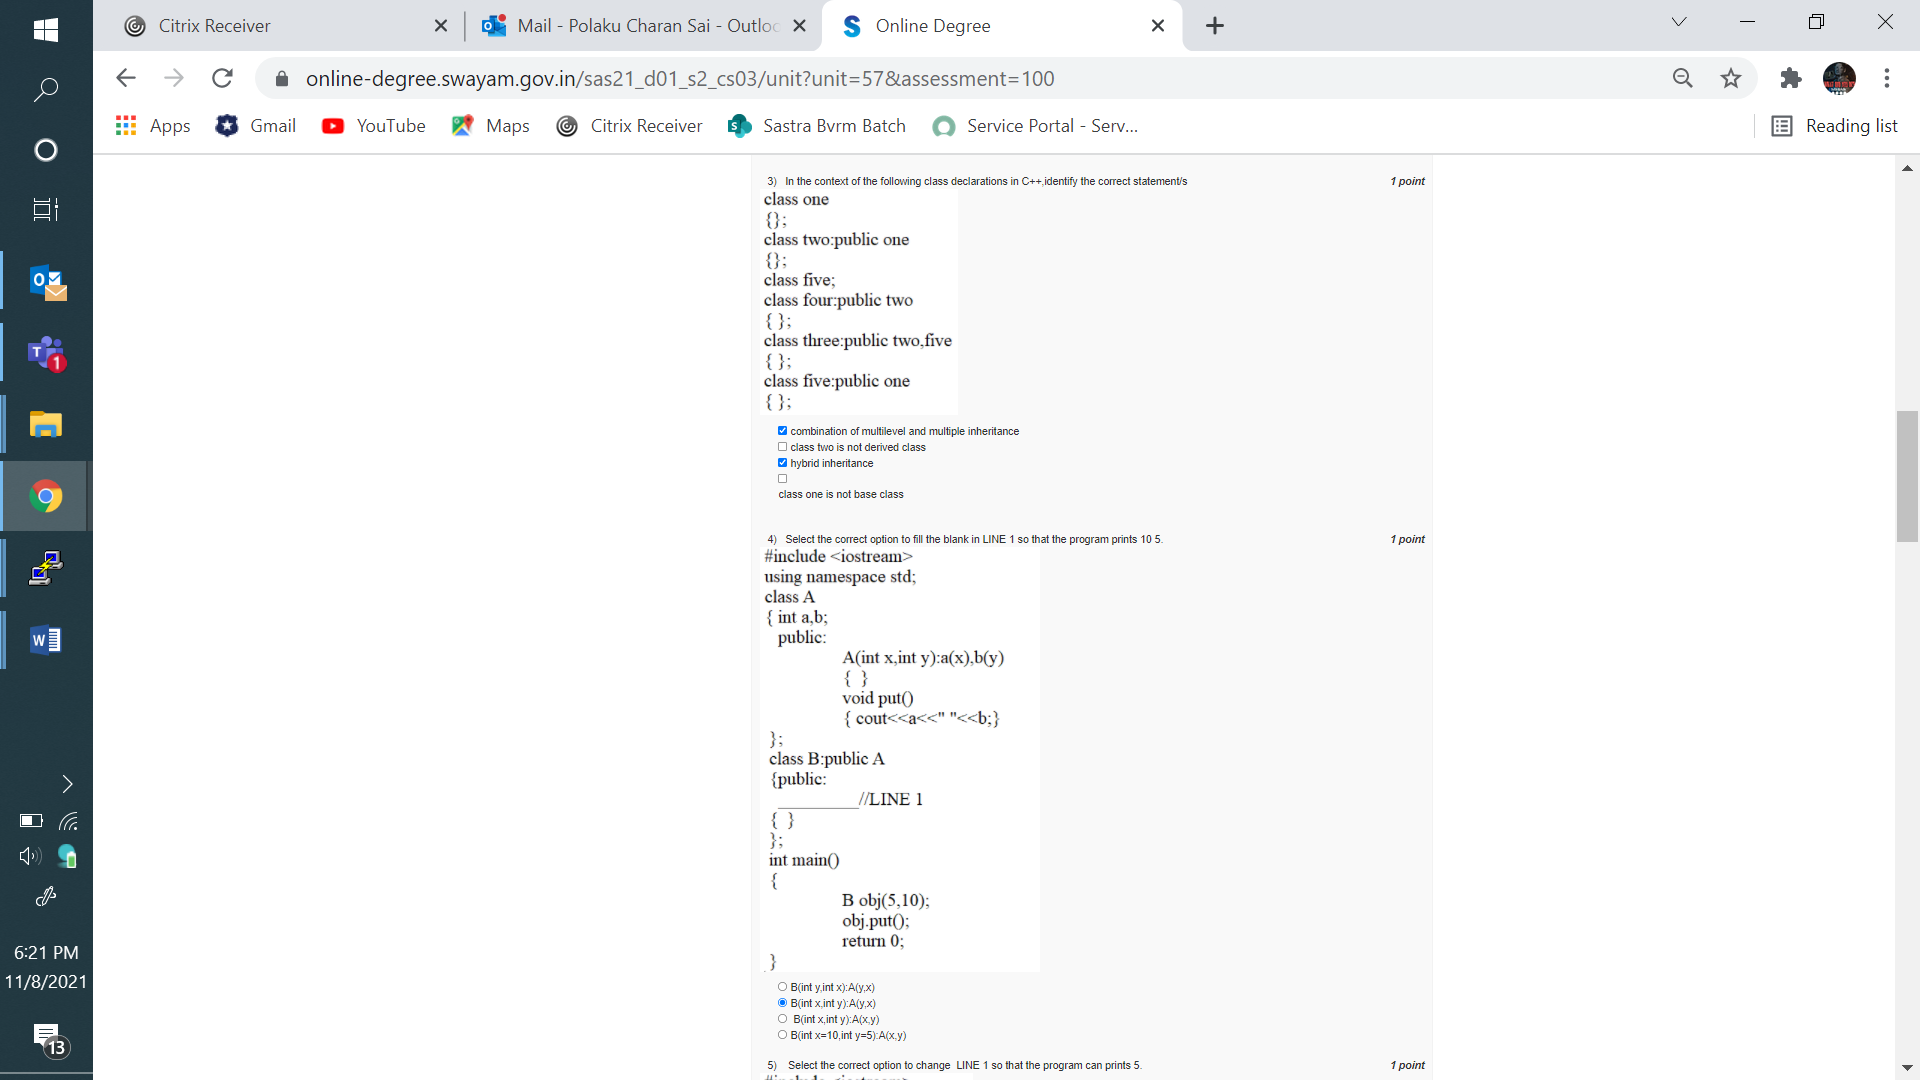 Citrix Receiver
Mail - Polaku Charan Sai - Outloo
Online Degree
online-degree.swayam.gov.in/sas21_d01_s2_cs03/unit?unit=57&assessment=100
Apps
Gmail
YouTube
Maps
Citrix Receiver
Sastra Bvrm Batch
Service Portal - Serv...
Reading list
3) In the context of the following class declarations in C++,identify the correct statement/s
1 point
class one
{};
class two:public one
{};
class five;
class four:public two
{ };
class three:public two,five
{ };
class five:public one
{ };
combination of multilevel and multiple inheritance
class two is not derived class
hybrid inheritance
class one is not base class
4) Select the correct option to fill the blank in LINE 1 so that the program prints 10 5.
1 point
#include <iostream>
using namespace std;
class A
{ int a,b;
public:
A(int x,int y):a(x),b(y)
{ }
void put()
{ cout<<a<<" "<<b;}
};
class B:public A
{public:
_________//LINE 1
{ }
};
int main()
{
B obj(5,10);
obj.put();
return 0;
}
B(int y,int x):A(y,x)
B(int x,int y):A(y,x)
B(int x,int y):A(x,y)
B(int x=10,int y=5):A(x,y)
5) Select the correct option to change LINE 1 so that the program can prints 5.
1 point
#include <iostream>
1
6:21 PM
11/8/2021
13